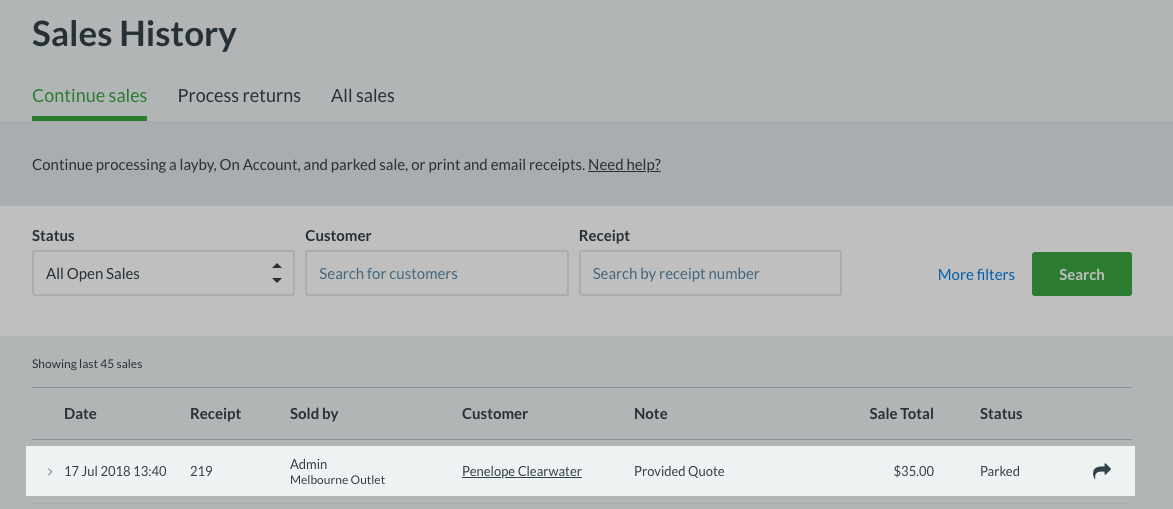 Sales History
Continue sales Process returns All sales
Continue processing a layby, On Account, and parked sale, or print and email receipts. Need help?
Status Customer Receipt
All Open Sales Search for customers Search by receipt number More filters Search
Showing last 45 sales
Date Receipt Sold by Customer Note Sale Total Status
17 Jul 2018 13:40 219 Admin Penelope Clearwater Provided Quote $35.00 Parked
Melbourne Outlet